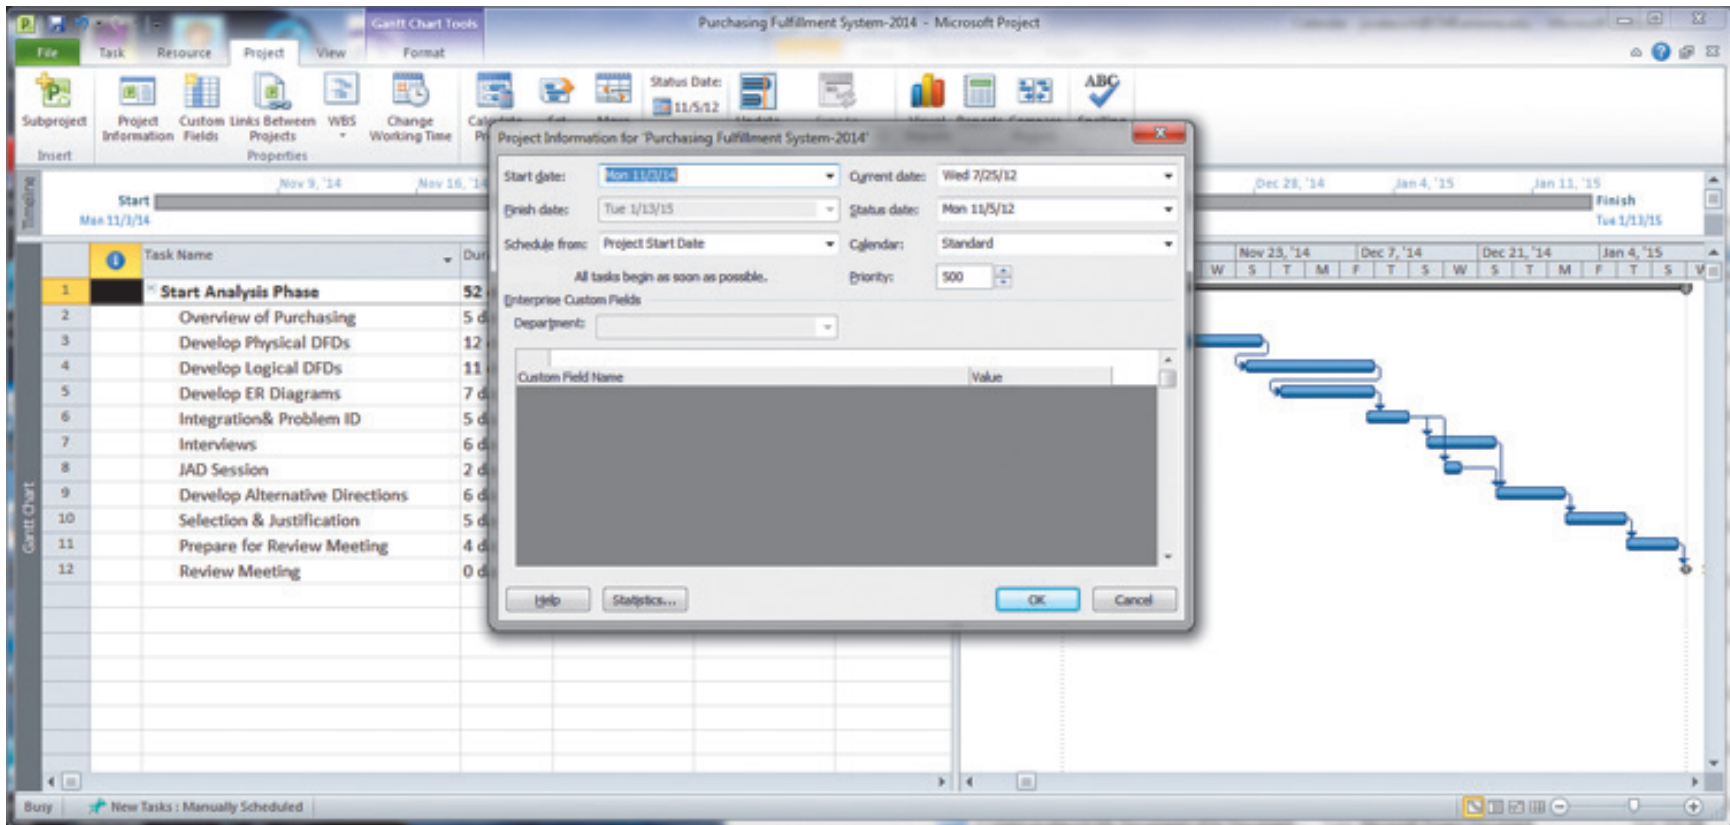 Gantt Chart Tools
Purchasing Fulfillment System-2014 - Microsoft Project
File Task Resource Project View Format
Subproject
Project Information
Custom Fields
Links Between Projects
WBS
Change Working Time
Status Date:
11/5/12
ABC
Insert
Properties
Project Information for 'Purchasing Fulfillment System-2014'
Start date: Mon 11/3/14 Current date: Wed 7/25/12
Finish date: Tue 1/13/15 Status date: Mon 11/5/12
Schedule from: Project Start Date Calendar: Standard
All tasks begin as soon as possible. Priority: 500
Enterprise Custom Fields
Department:
Custom Field Name Value
Help Statistics... OK Cancel
Timeline
Nov 9, '14 Nov 16, '14 Dec 28, '14 Jan 4, '15 Jan 11, '15
Start
Mon 11/3/14
Finish
Tue 1/13/15
Task Name
Nov 23, '14 Dec 7, '14 Dec 21, '14 Jan 4, '15
W S T M F T S W S T M F T S
1 Start Analysis Phase 52
2 Overview of Purchasing 5 d
3 Develop Physical DFDs 12
4 Develop Logical DFDs 11
5 Develop ER Diagrams 7 d
6 Integration& Problem ID 5 d
7 Interviews 6 d
8 JAD Session 2 d
9 Develop Alternative Directions 6 d
10 Selection & Justification 5 d
11 Prepare for Review Meeting 4 d
12 Review Meeting 0 d
Gantt Chart
Busy New Tasks : Manually Scheduled